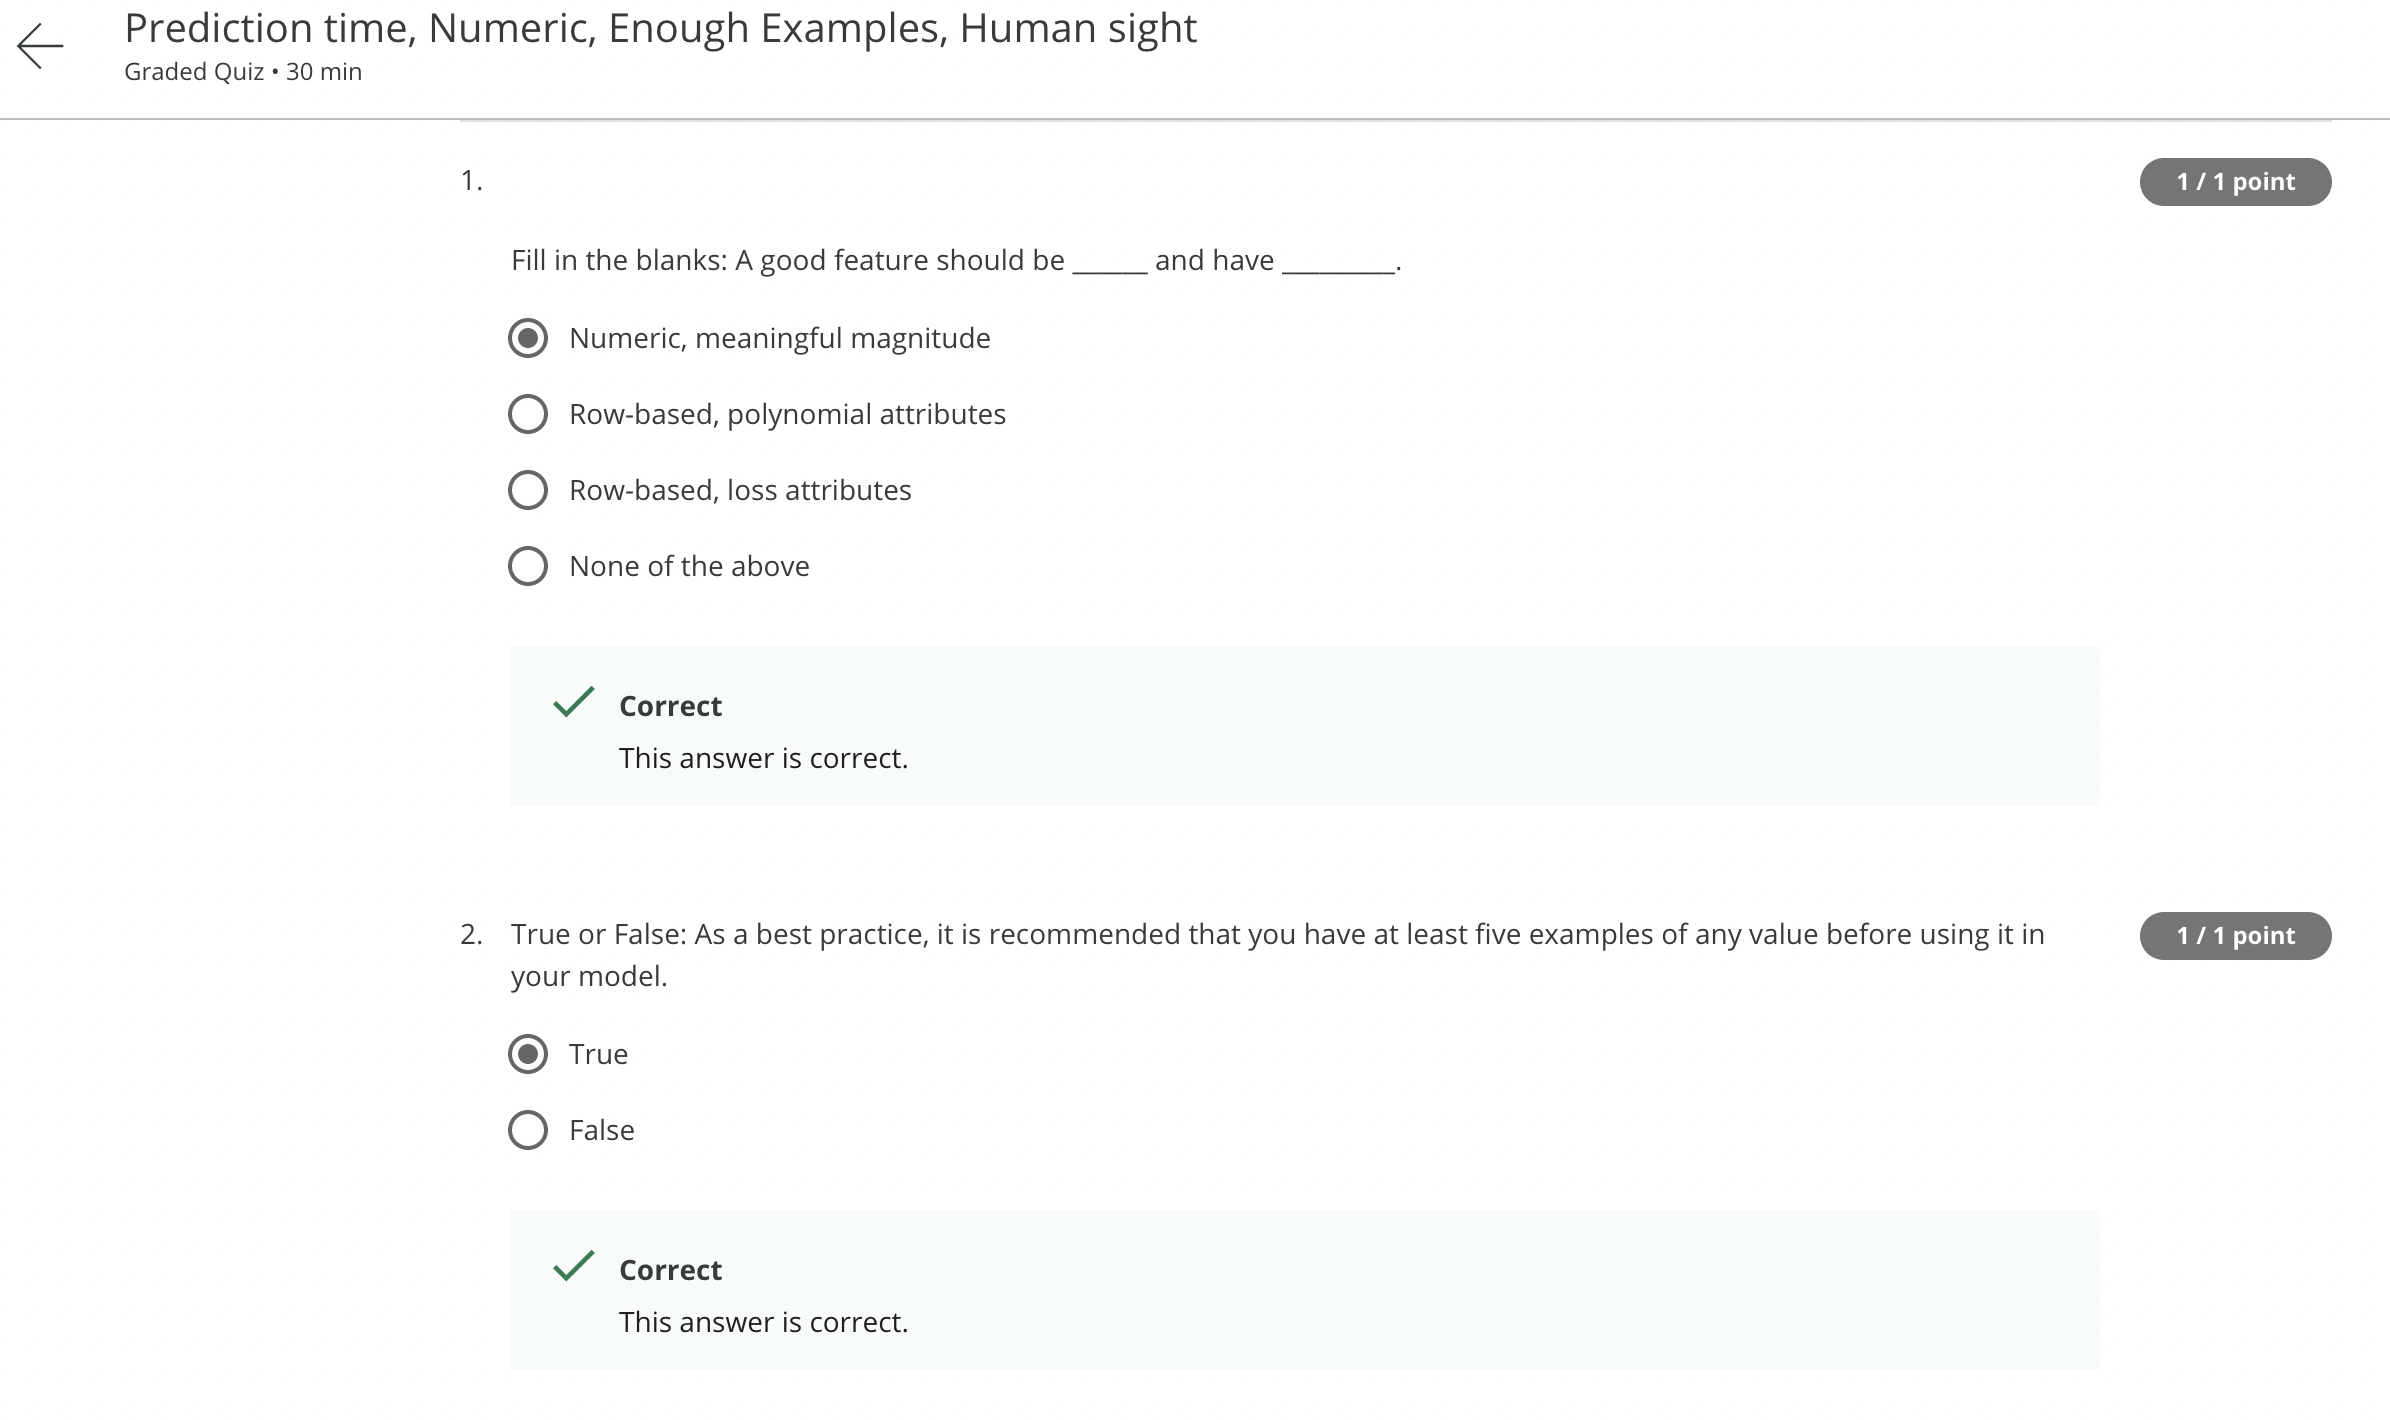 Prediction time, Numeric, Enough Examples, Human sight
Graded Quiz • 30 min
1.
1 / 1 point
Fill in the blanks: A good feature should be ______ and have _________.
Numeric, meaningful magnitude
Row-based, polynomial attributes
Row-based, loss attributes
None of the above
Correct
This answer is correct.
2. True or False: As a best practice, it is recommended that you have at least five examples of any value before using it in
your model.
1 / 1 point
True
False
Correct
This answer is correct.